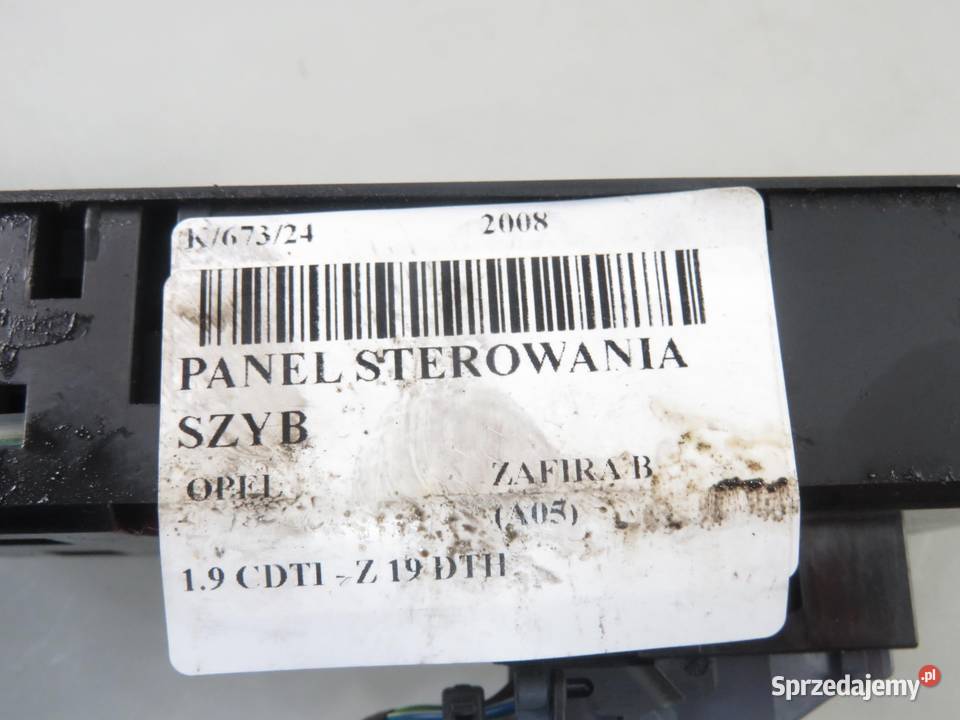 K/673/24 2008
PANEL STEROWANIA
SZYB
OPEL ZAFIRA B
(A05)
1.9 CDTI - Z 19 DTH
Sprzedajemy.pl